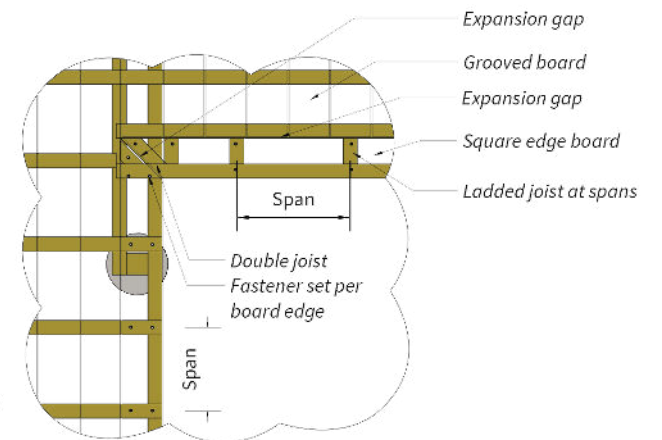 Expansion gap
Grooved board
Expansion gap
Square edge board
Ladded joist at spans
Span
Double joist
Fastener set per
board edge
Span